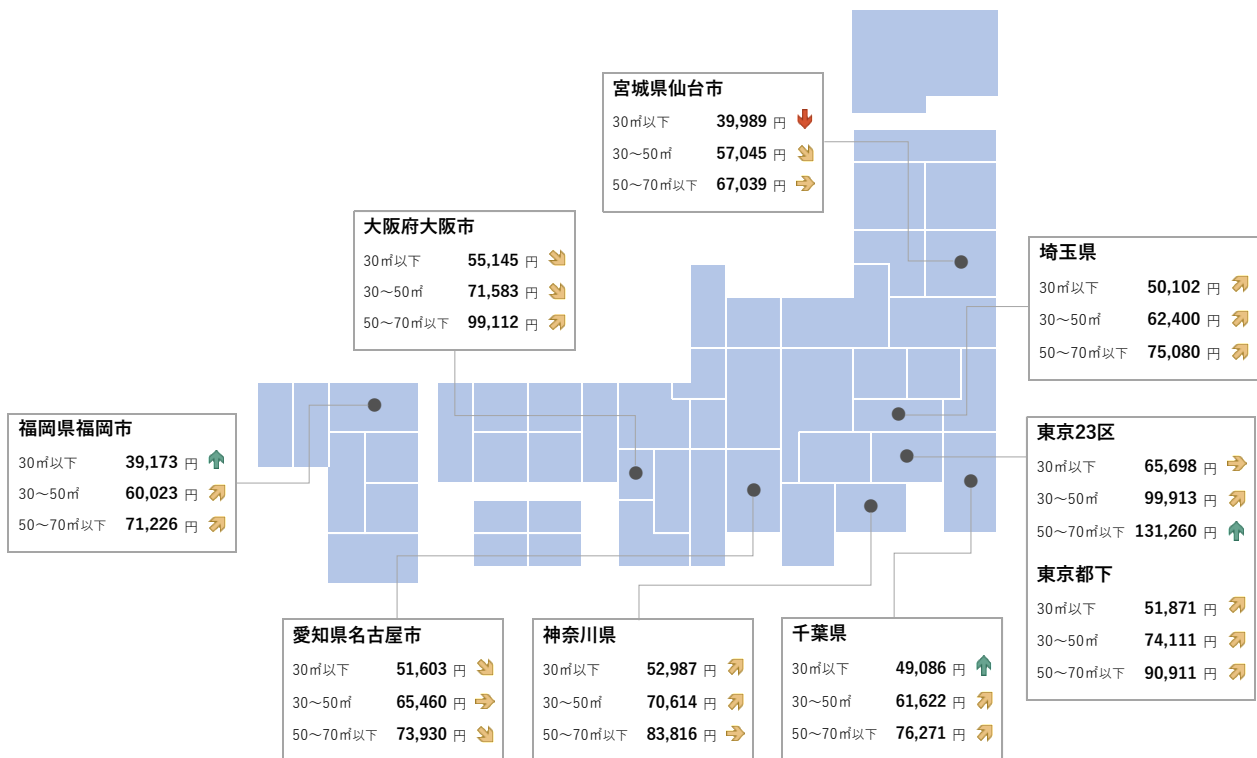 宮城県仙台市
30㎡以下 39,989 円
30～50㎡ 57,045 円
50～70㎡以下 67,039 円
大阪府大阪市
30㎡以下 55,145 円
30～50㎡ 71,583 円
50～70㎡以下 99,112 円
埼玉県
30㎡以下 50,102 円
30～50㎡ 62,400 円
50～70㎡以下 75,080 円
福岡県福岡市
30㎡以下 39,173 円
30～50㎡ 60,023 円
50～70㎡以下 71,226 円
東京23区
30㎡以下 65,698 円
30～50㎡ 99,913 円
50～70㎡以下 131,260 円
東京都下
30㎡以下 51,871 円
30～50㎡ 74,111 円
50～70㎡以下 90,911 円
愛知県名古屋市
30㎡以下 51,603 円
30～50㎡ 65,460 円
50～70㎡以下 73,930 円
神奈川県
30㎡以下 52,987 円
30～50㎡ 70,614 円
50～70㎡以下 83,816 円
千葉県
30㎡以下 49,086 円
30～50㎡ 61,622 円
50～70㎡以下 76,271 円